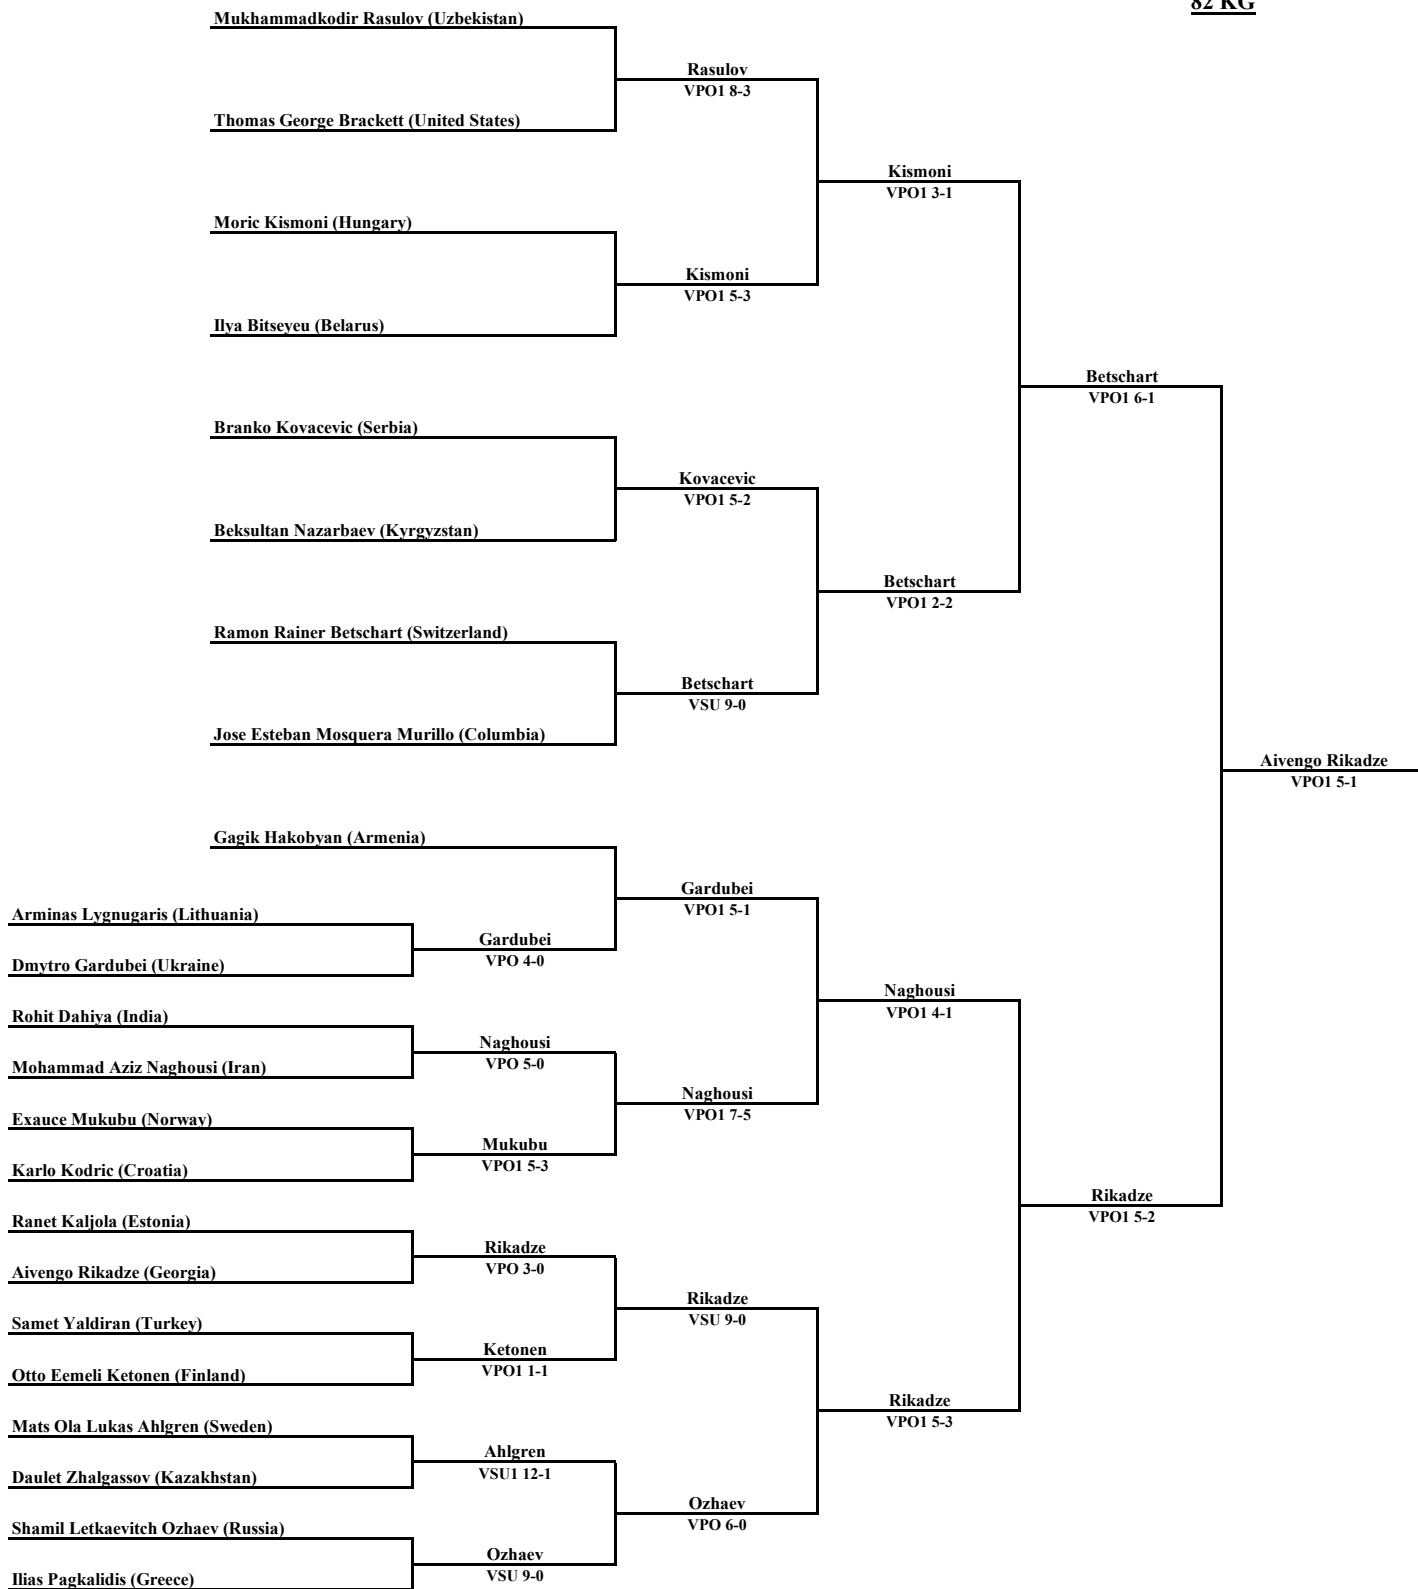 82 KG
Mukhammadkodir Rasulov (Uzbekistan)
Rasulov
VPO1 8-3
Thomas George Brackett (United States)
Kismoni
VPO1 3-1
Moric Kismoni (Hungary)
Kismoni
VPO1 5-3
Ilya Bitseyeu (Belarus)
Betschart
VPO1 6-1
Branko Kovacevic (Serbia)
Kovacevic
VPO1 5-2
Beksultan Nazarbaev (Kyrgyzstan)
Betschart
VPO1 2-2
Ramon Rainer Betschart (Switzerland)
Betschart
VSU 9-0
Jose Esteban Mosquera Murillo (Columbia)
Aivengo Rikadze
VPO1 5-1
Gagik Hakobyan (Armenia)
Gardubei
VPO1 5-1
Arminas Lygnugaris (Lithuania)
Gardubei
VPO 4-0
Dmytro Gardubei (Ukraine)
Naghousi
VPO1 4-1
Rohit Dahiya (India)
Naghousi
VPO 5-0
Mohammad Aziz Naghousi (Iran)
Naghousi
VPO1 7-5
Exauce Mukubu (Norway)
Mukubu
VPO1 5-3
Karlo Kodric (Croatia)
Rikadze
VPO1 5-2
Ranet Kaljola (Estonia)
Rikadze
VPO 3-0
Aivengo Rikadze (Georgia)
Rikadze
VSU 9-0
Samet Yaldiran (Turkey)
Ketonen
VPO1 1-1
Otto Eemeli Ketonen (Finland)
Rikadze
VPO1 5-3
Mats Ola Lukas Ahlgren (Sweden)
Ahlgren
VSU1 12-1
Daulet Zhalgassov (Kazakhstan)
Ozhaev
VPO 6-0
Shamil Letkaevitch Ozhaev (Russia)
Ozhaev
VSU 9-0
Ilias Pagkalidis (Greece)